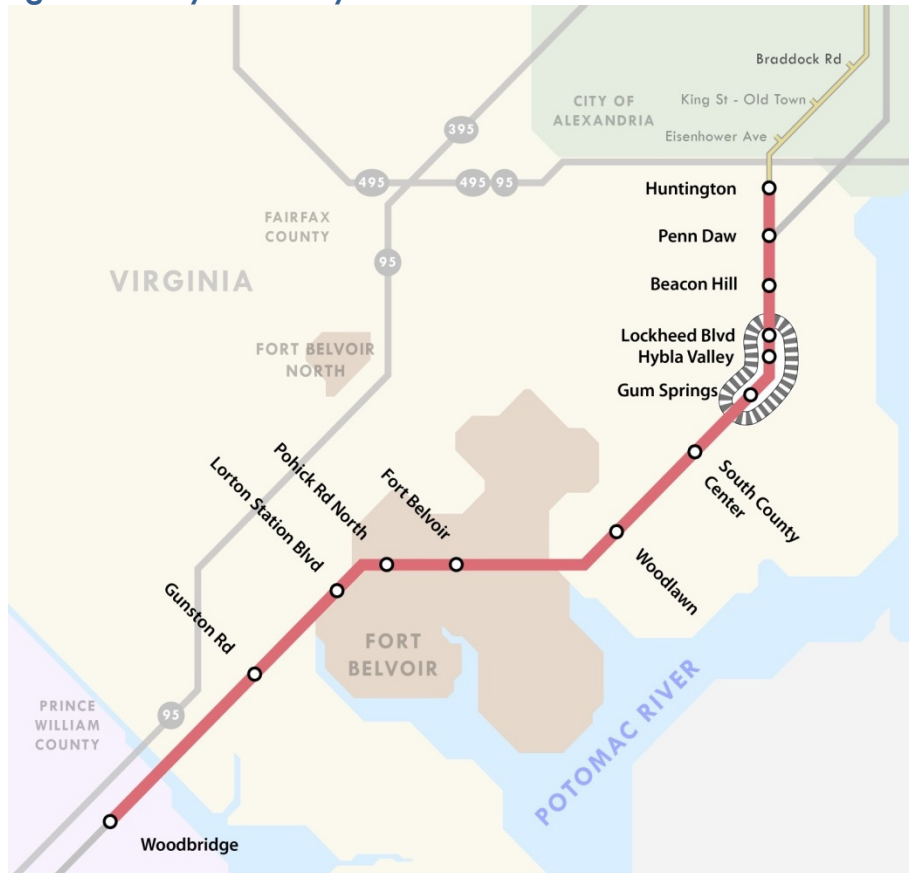 Braddock Rd
CITY OF
ALEXANDRIA
King St - Old Town
Eisenhower Ave
395
495
495
95
Huntington
FAIRFAX
COUNTY
Penn Daw
95
VIRGINIA
Beacon Hill
FORT BELVOIR
NORTH
Lockheed Blvd
Hybla Valley
Gum Springs
South County
Center
Fort Belvoir
Pohick Rd North
Lorton Station Blvd
Woodlawn
Gunston Rd
FORT
BELVOIR
POTOMAC RIVER
PRINCE
WILLIAM
COUNTY
95
Woodbridge